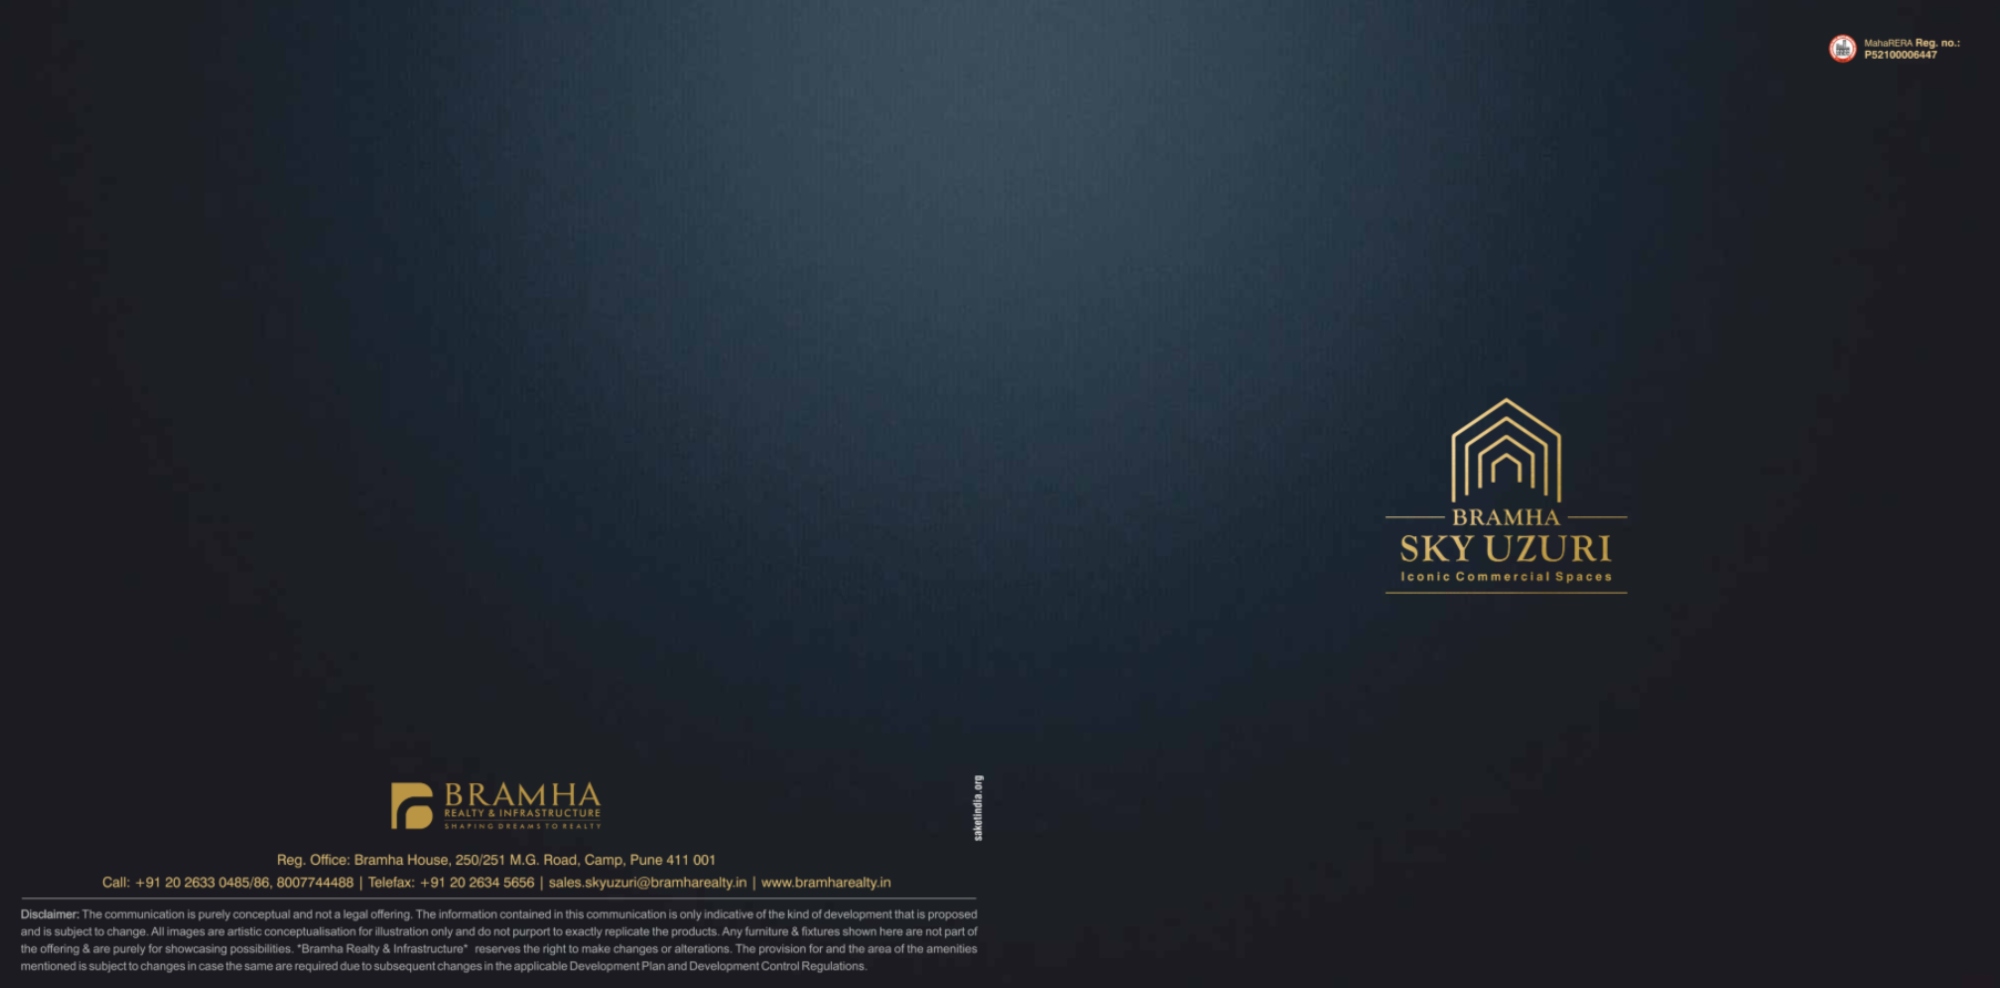 MahaRERA Reg. no.:
P52100006447
BRAMHA
SKY UZURI
Iconic Commercial Spaces
BRAMHA
REALTY & INFRASTRUCTURE
SHAPING DREAMS TO REALTY
saketindia.org
Reg. Office: Bramha House, 250/251 M.G. Road, Camp, Pune 411 001
Call: +91 20 2633 0485/86, 8007744488 | Telefax: +91 20 2634 5656 | sales.skyuzuri@bramharealty.in | www.bramharealty.in
Disclaimer: The communication is purely conceptual and not a legal offering. The information contained in this communication is only indicative of the kind of development that is proposed
and is subject to change. All images are artistic conceptualisation for illustration only and do not purport to exactly replicate the products. Any furniture & fixtures shown here are not part of
the offering & are purely for showcasing possibilities. "Bramha Realty & Infrastructure" reserves the right to make changes or alterations. The provision for and the area of the amenities
mentioned is subject to changes in case the same are required due to subsequent changes in the applicable Development Plan and Development Control Regulations.